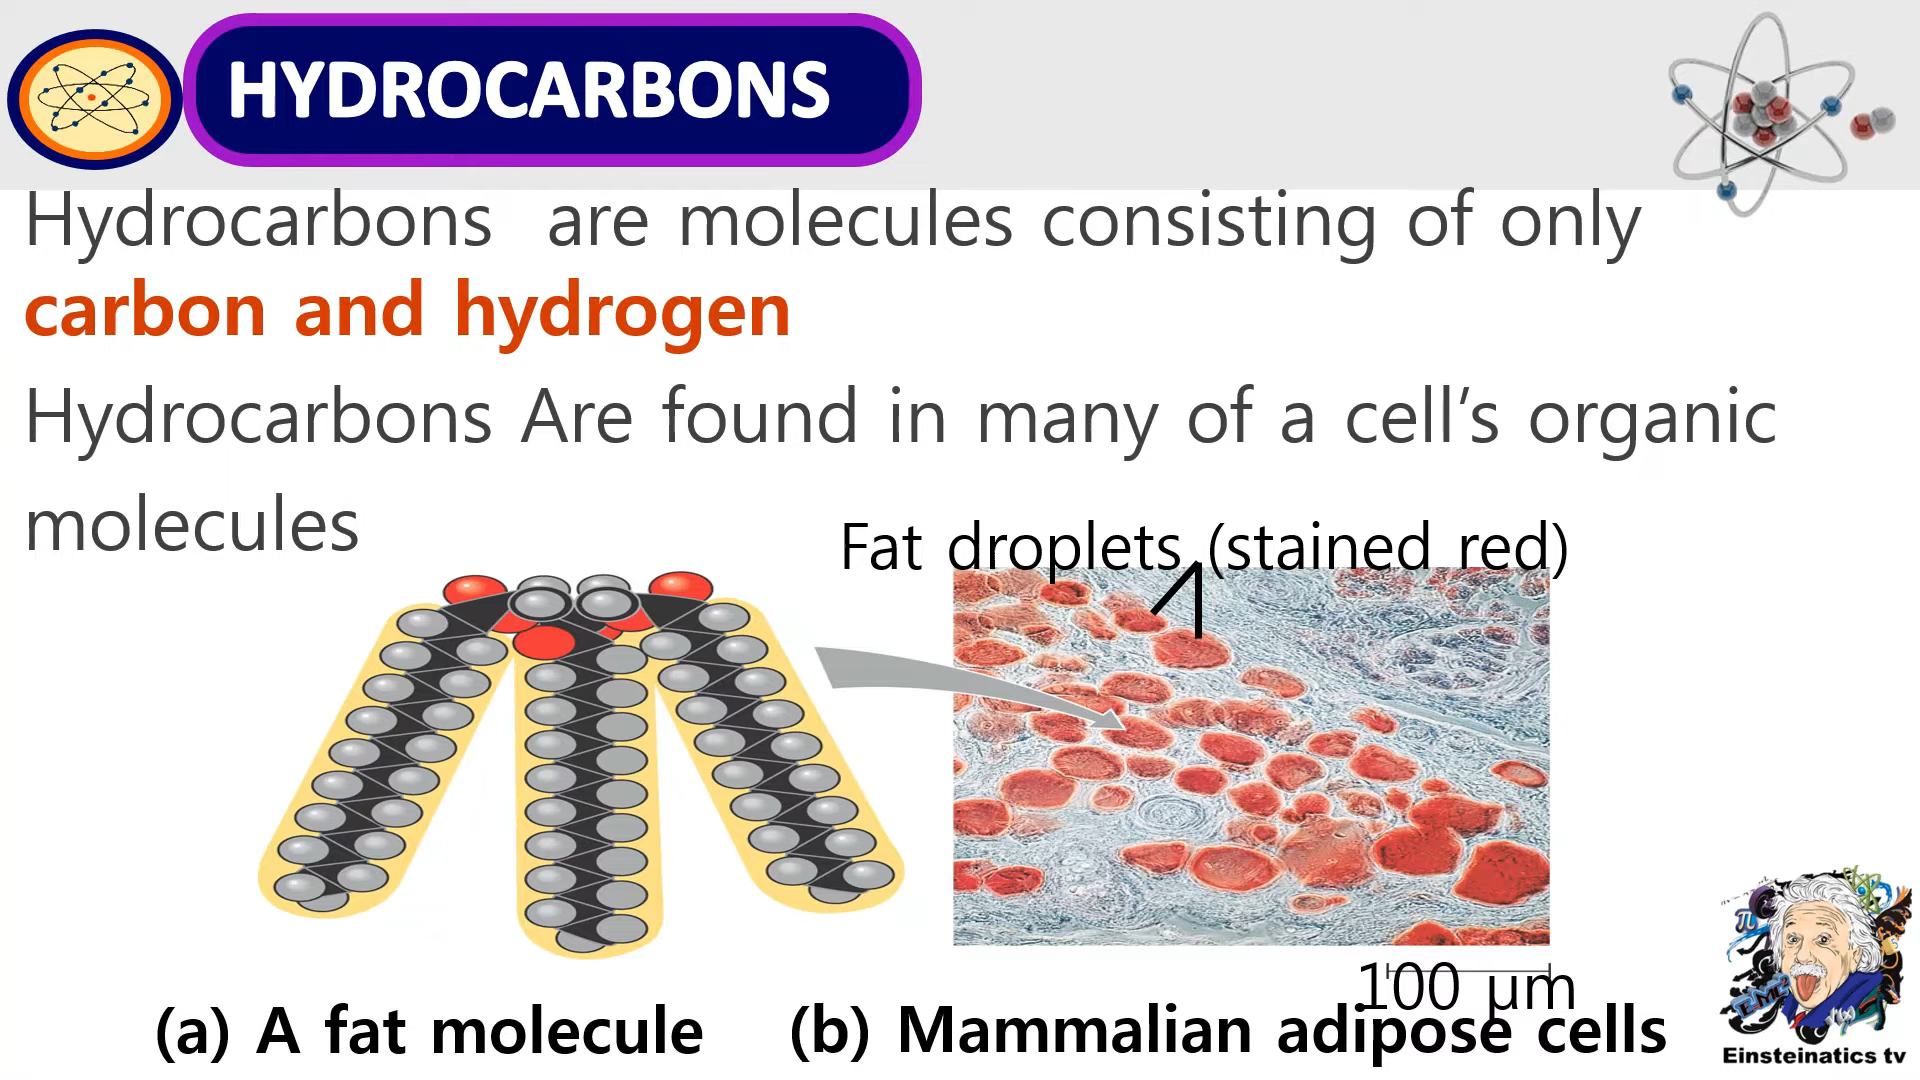 HYDROCARBONS
Hydrocarbons are molecules consisting of only
carbon and hydrogen
Hydrocarbons Are found in many of a cell’s organic
molecules
Fat droplets (stained red)
100 µm
(a) A fat molecule
(b) Mammalian adipose cells
Einsteinatics tv